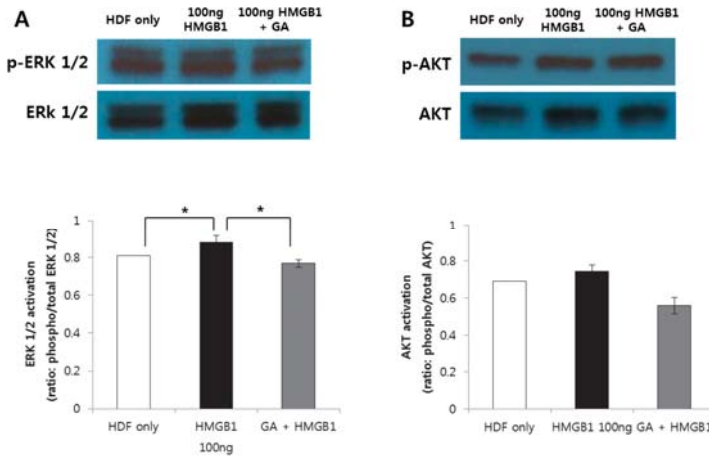 A
HDF only
100ng
HMGB1
100ng HMGB1
+ GA
p-ERK 1/2
ERk 1/2
B
HDF only
100ng
HMGB1
100ng HMGB1
+ GA
p-AKT
AKT
ERK 1/2 activation
(ratio: phospho/total ERK 1/2)
1
0.8
0.6
0.4
0.2
0
*
*
HDF only
HMGB1
100ng
GA + HMGB1
AKT activation
(ratio: phospho/total AKT)
1
0.8
0.6
0.4
0.2
0
HDF only
HMGB1 100ng
GA + HMGB1